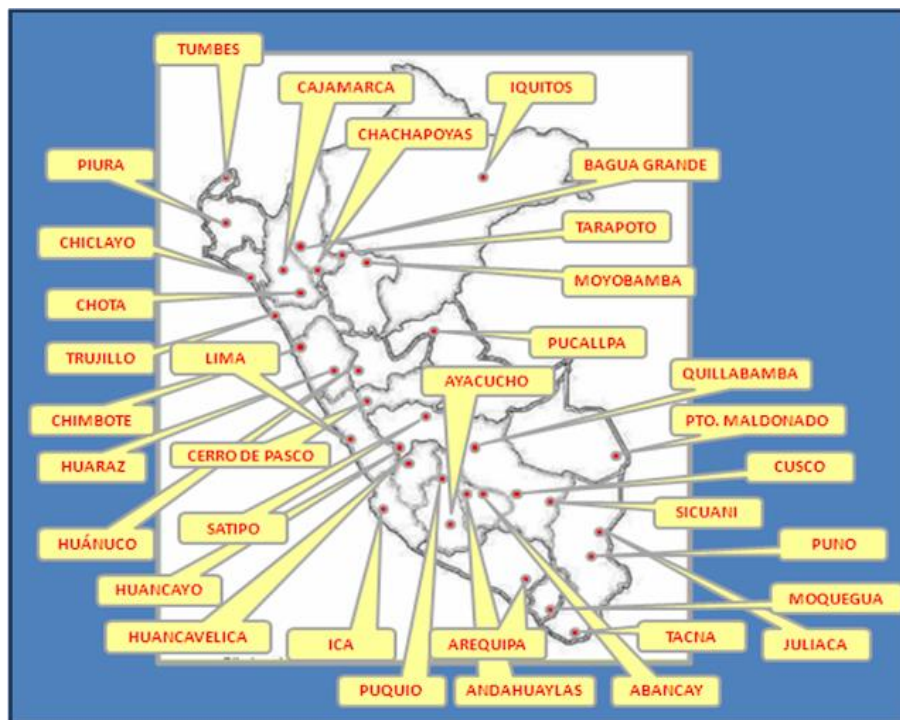 TUMBES
CAJAMARCA
IQUITOS
CHACHAPOYAS
PIURA
BAGUA GRANDE
TARAPOTO
CHICLAYO
MOYOBAMBA
CHOTA
TRUJILLO
LIMA
PUCALLPA
AYACUCHO
QUILLABAMBA
CHIMBOTE
PTO. MALDONADO
HUARAZ
CERRO DE PASCO
CUSCO
SICUANI
SATIPO
HUÁNUCO
PUNO
HUANCAYO
MOQUEGUA
HUANCAVELICA
ICA
AREQUIPA
TACNA
JULIACA
PUQUIO
ANDAHUAYLAS
ABANCAY